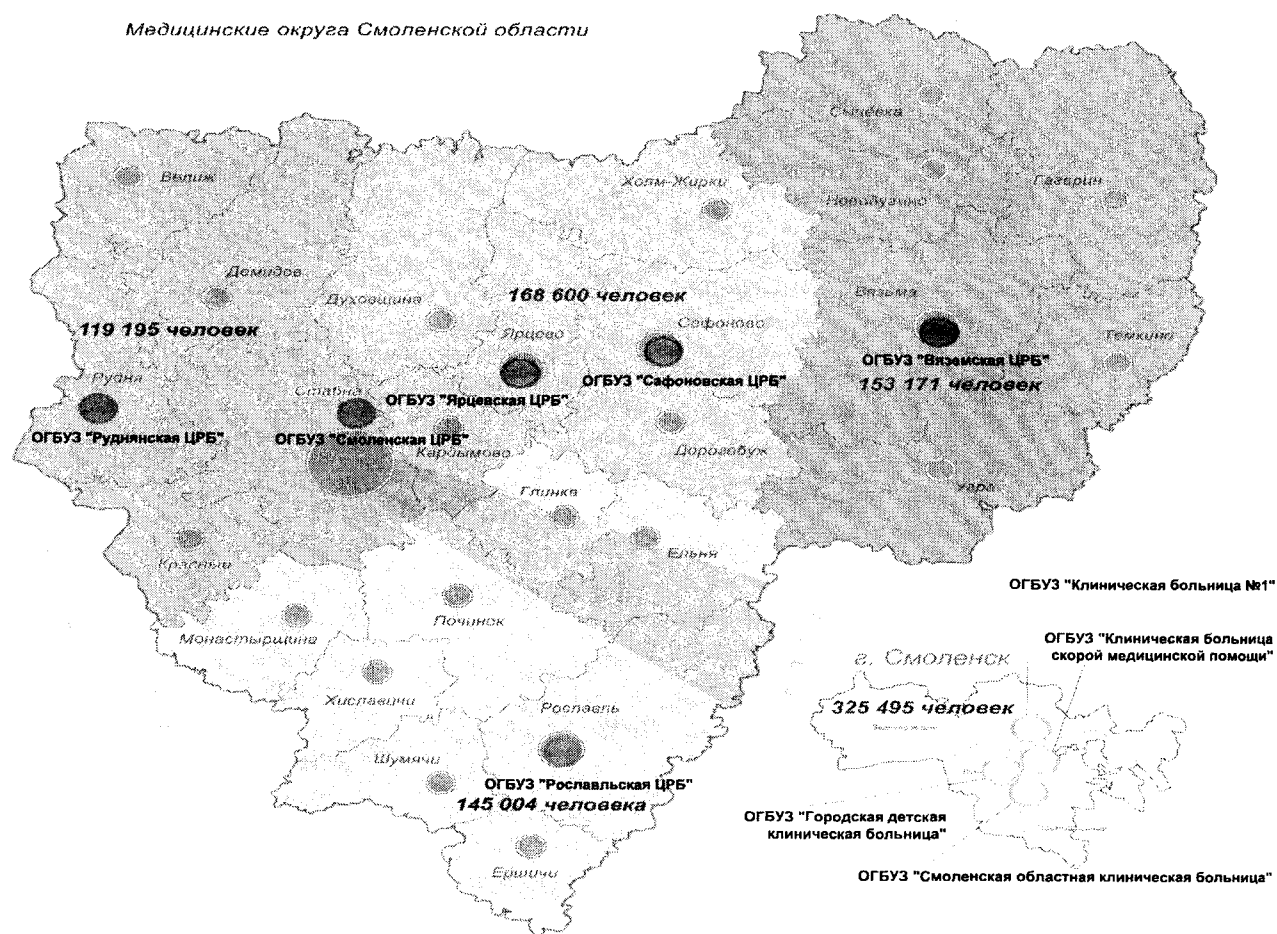 Медицинские округа Смоленской области
Сычёвка
Велиж
Холм-Жирки
Гагарин
Новодугино
Демидов
Духовщина
168 600 человек
Вязьма
119 195 человек
Ярцево
Сафоново
Темкино
ОГБУЗ "Вяземская ЦРБ"
153 171 человек
Рудня
Стабна
ОГБУЗ "Ярцевская ЦРБ"
ОГБУЗ "Сафоновская ЦРБ"
ОГБУЗ "Руднянская ЦРБ"
ОГБУЗ "Смоленская ЦРБ"
Кардымово
Дорогобуж
Глинка
Угра
Ельня
Красный
ОГБУЗ "Клиническая больница №1"
Починок
Монастырщина
ОГБУЗ "Клиническая больница
скорой медицинской помощи"
г. Смоленск
Хиславичи
Рославль
325 495 человек
Шумячи
ОГБУЗ "Рославльская ЦРБ"
145 004 человека
ОГБУЗ "Городская детская
клиническая больница"
Ершичи
ОГБУЗ "Смоленская областная клиническая больница"